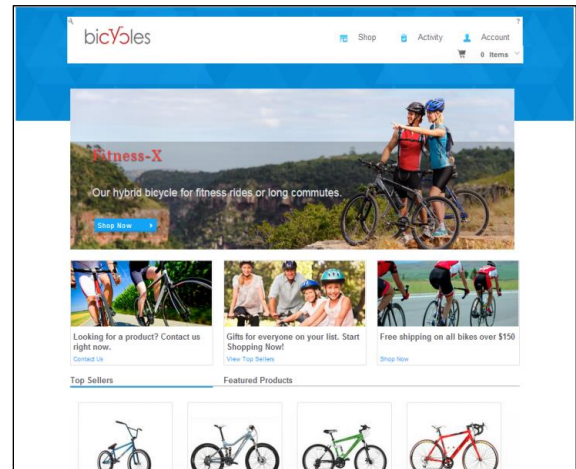 ?
bicycles
Shop
Activity
Account
0 Items
Fitness-X
Our hybrid bicycle for fitness rides or long commutes.
Shop Now
Looking for a product? Contact us
right now.
Contact Us
Gifts for everyone on your list. Start
Shopping Now!
View Top Sellers
Free shipping on all bikes over $150
Shop Now
Top Sellers
Featured Products